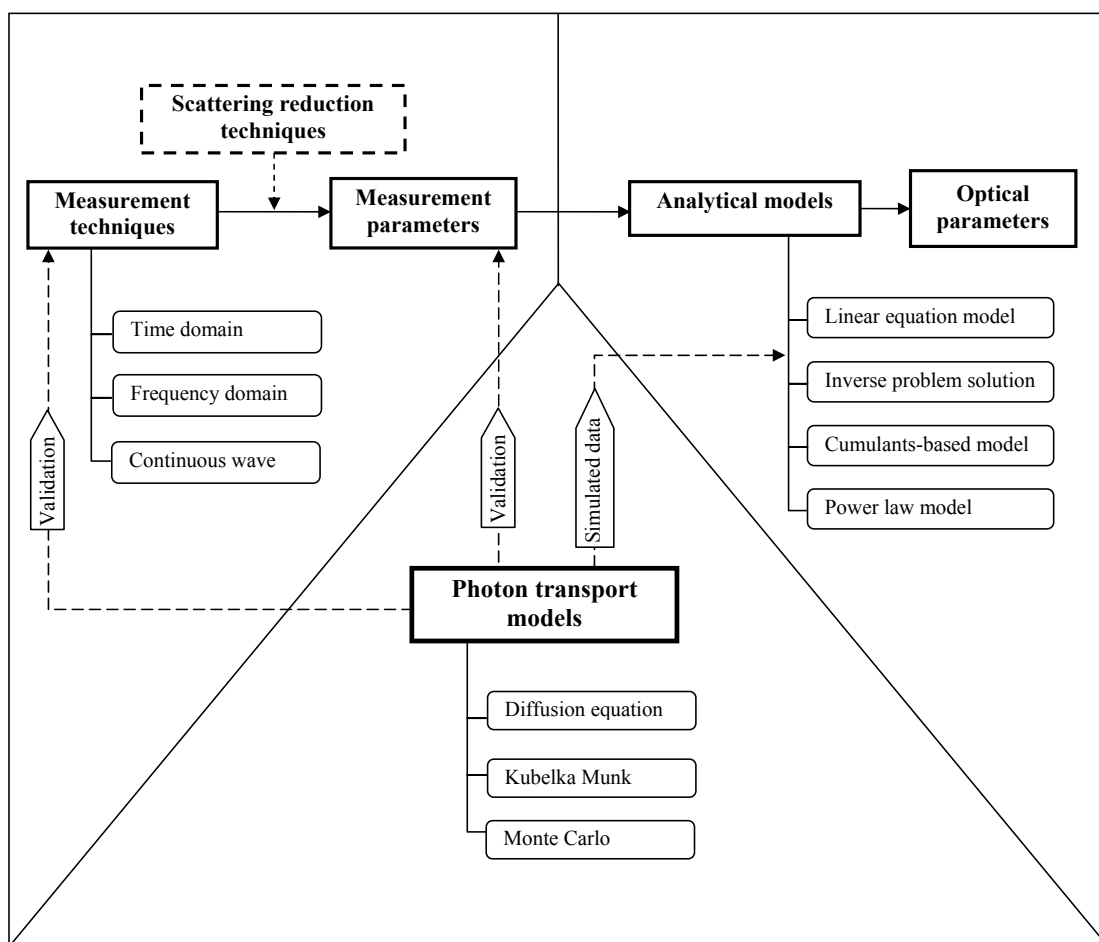 Scattering reduction
techniques
Measurement
techniques
Measurement
parameters
Analytical models
Optical
parameters
Time domain
Frequency domain
Continuous wave
Linear equation model
Inverse problem solution
Cumulants-based model
Power law model
Validation
Validation
Simulated data
Photon transport
models
Diffusion equation
Kubelka Munk
Monte Carlo